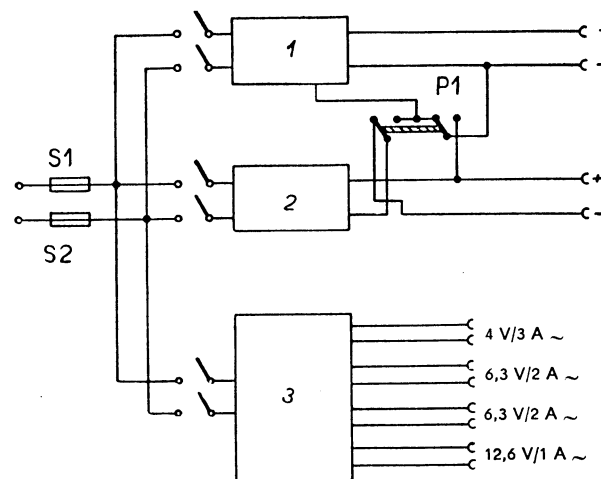 1
-
-
P1
S1
+
2
-
S2
4 V/3 A ~
6,3 V/2 A ~
3
6,3 V/2 A ~
12,6 V/1 A ~